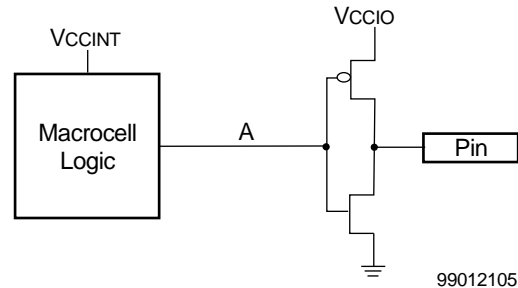 VCCIO
VCCINT
Macrocell
Logic
A
Pin
99012105